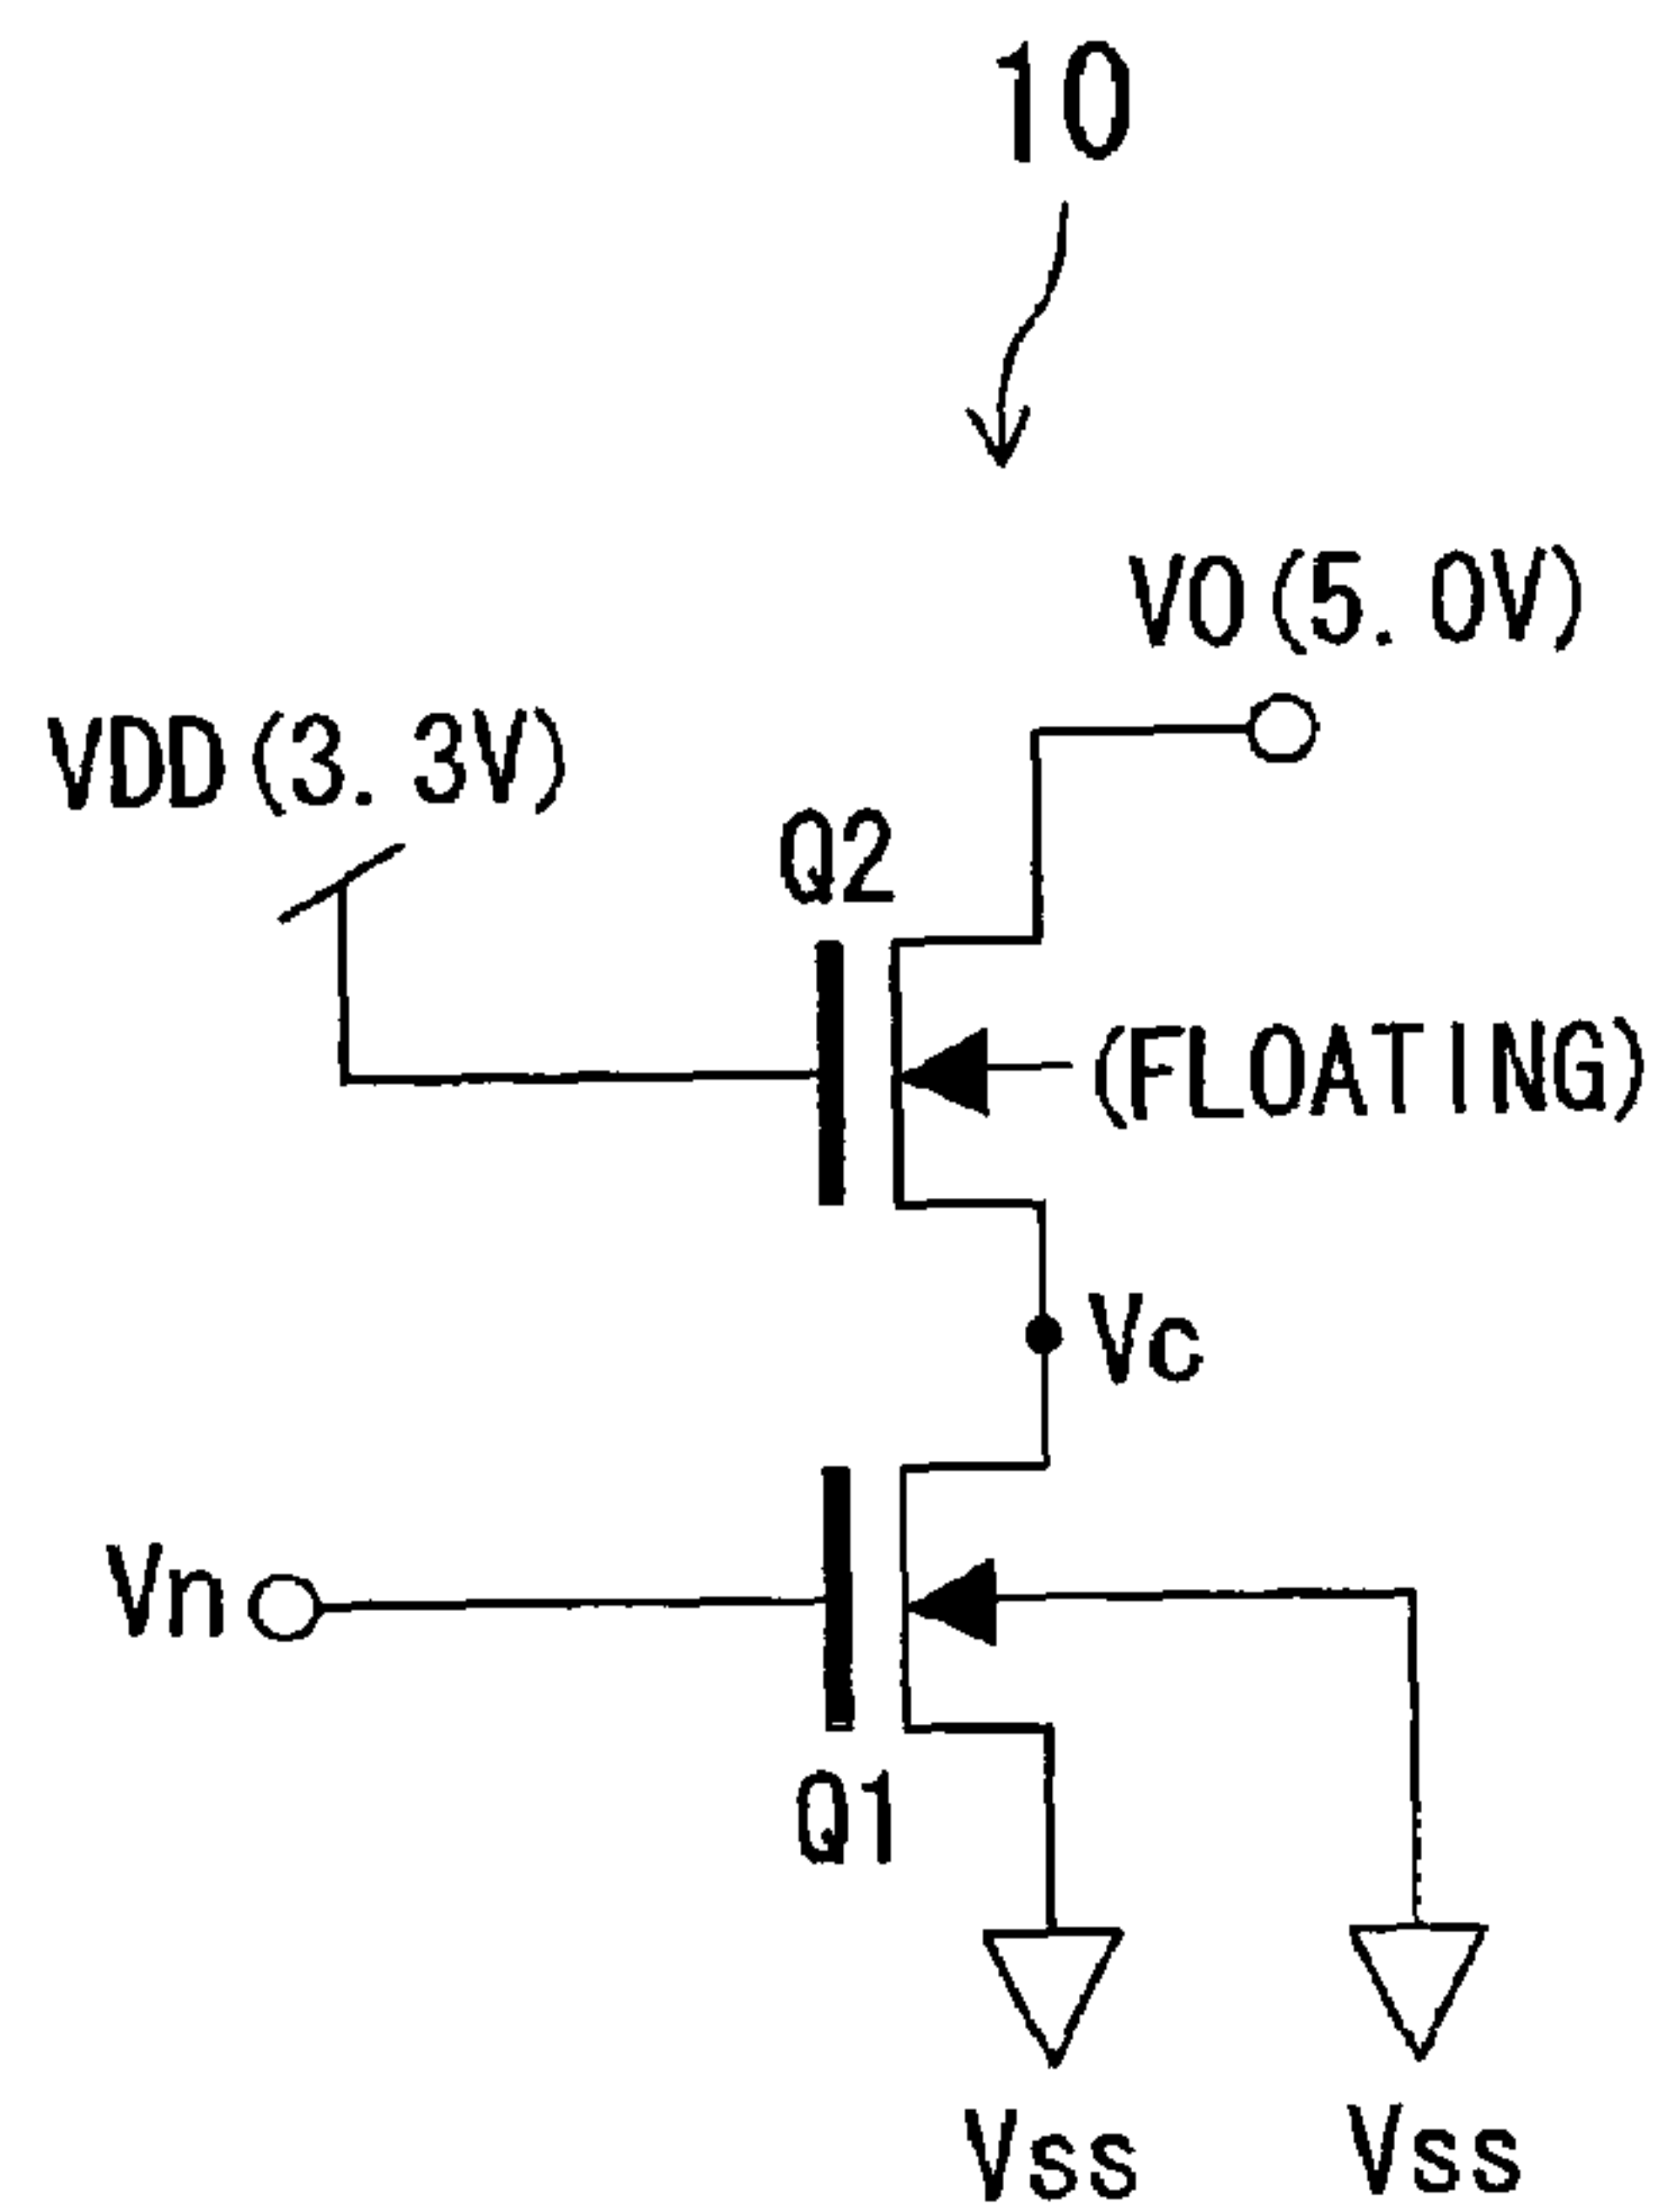 10
VO(5.0V)
VDD(3.3V)
Q2
(FLOATING)
Vc
Vn
Q1
Vss
Vss